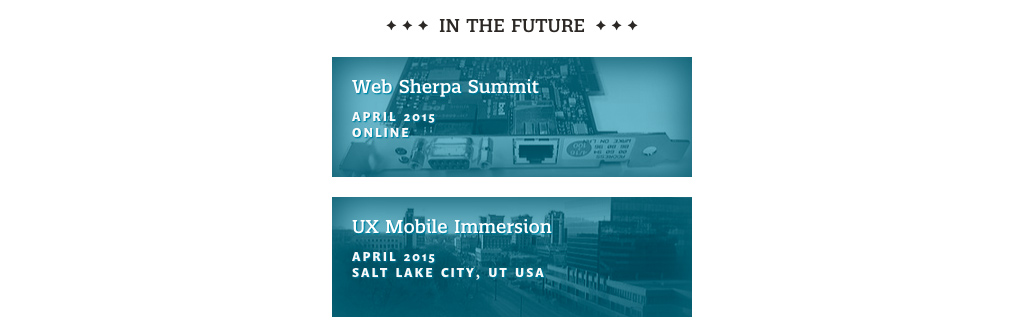 ✦ ✦ ✦ IN THE FUTURE ✦ ✦ ✦
Web Sherpa Summit
APRIL 2015
ONLINE
UX Mobile Immersion
APRIL 2015
SALT LAKE CITY, UT USA